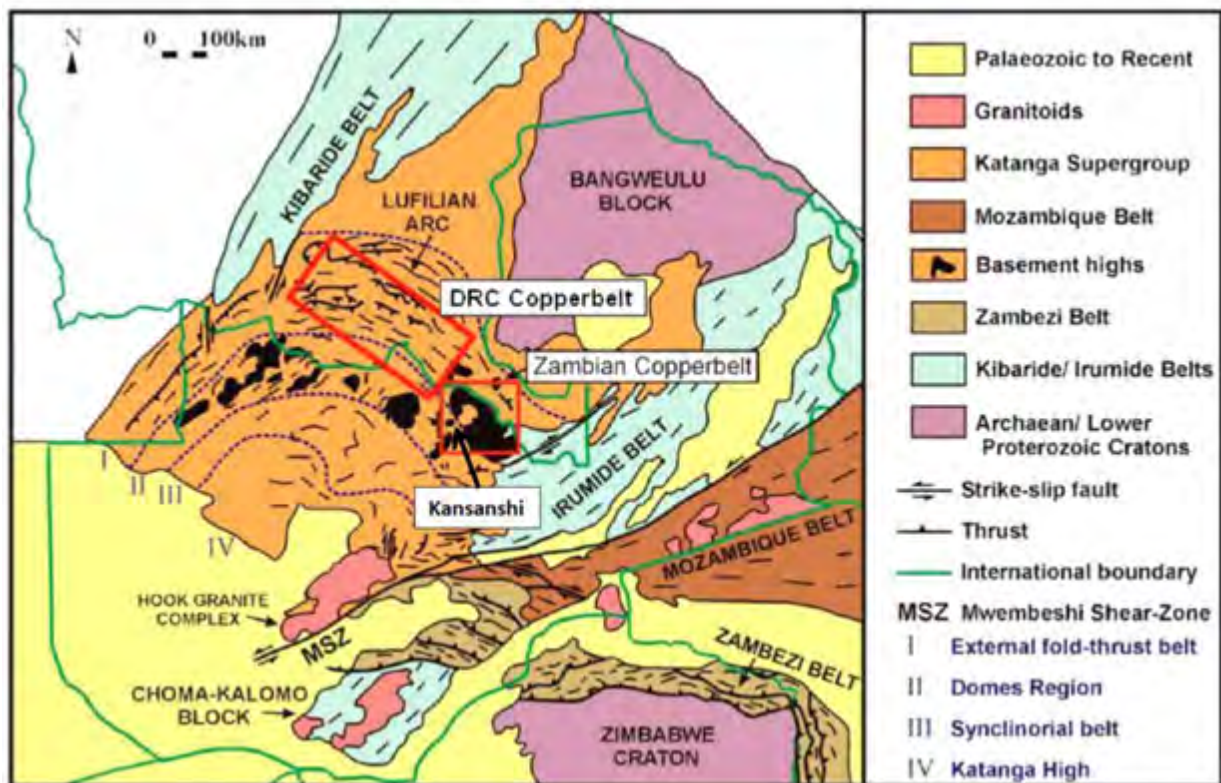 N
0 100km
KIBARIDE BELT
LUFILIAN
ARC
BANGWEULU
BLOCK
DRC Copperbelt
Zambian Copperbelt
I
II
III
IV
Kansanshi
IRUMIDE BELT
MOZAMBIQUE BELT
HOOK GRANITE
COMPLEX
MSZ
ZAMBEZI BELT
CHOMA-KALOMO
BLOCK
ZIMBABWE
CRATON
Palaeozoic to Recent
Granitoids
Katanga Supergroup
Mozambique Belt
Basement highs
Zambezi Belt
Kibaride/ Irumide Belts
Archaean/ Lower
Proterozoic Cratons
Strike-slip fault
Thrust
International boundary
MSZ Mwembeshi Shear-Zone
I External fold-thrust belt
II Domes Region
III Synclinorial belt
IV Katanga High